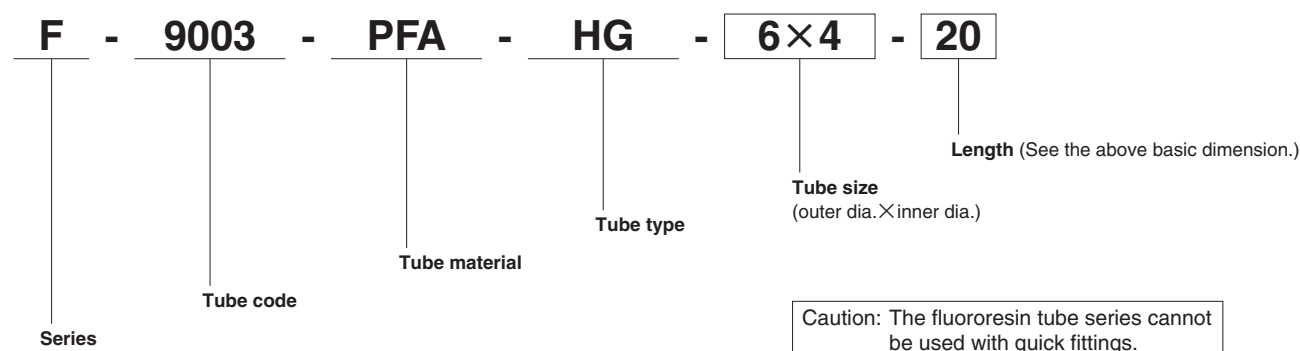 F - 9003 - PFA - HG - 6×4 - 20
Length (See the above basic dimension.)
Tube size
(outer dia.×inner dia.)
Tube type
Tube material
Tube code
Series
Caution: The fluororesin tube series cannot
be used with quick fittings.